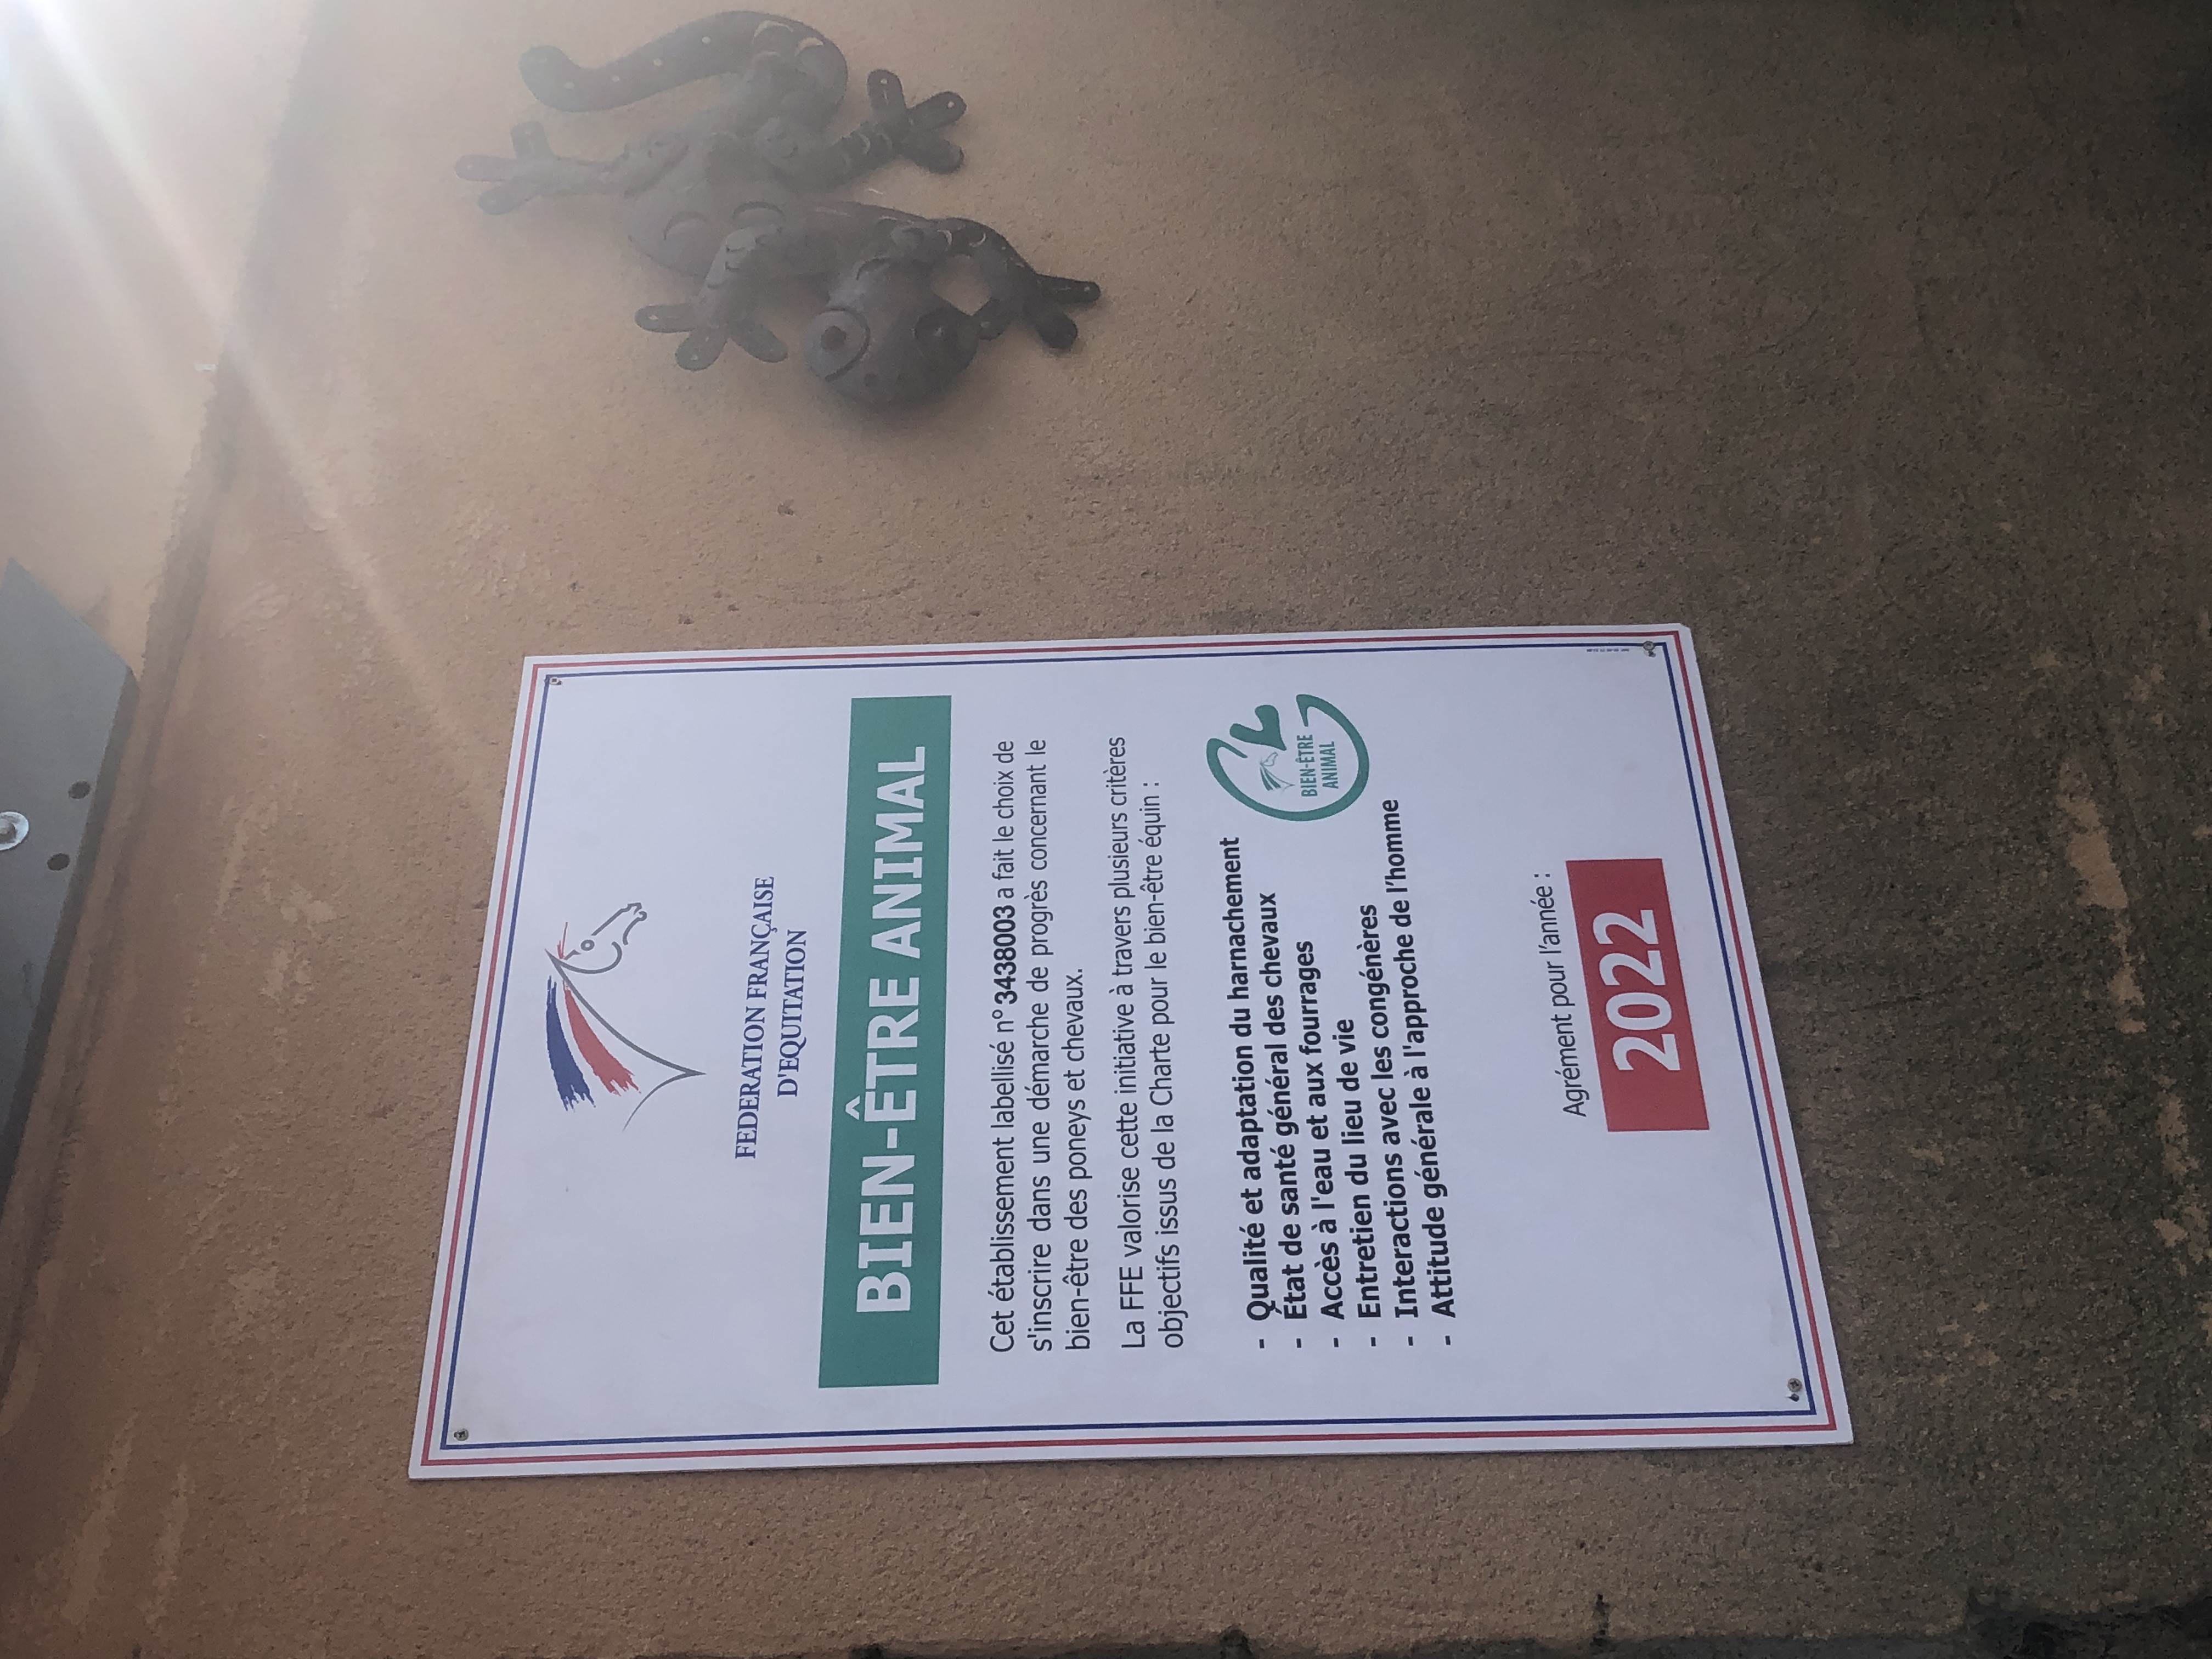 FEDERATION FRANÇAISE
D'EQUITATION
BIEN-ÊTRE ANIMAL
Cet établissement labellisé n° 3438003 a fait le choix de
s'inscrire dans une démarche de progrès concernant le
bien-être des poneys et chevaux.
La FFE valorise cette initiative à travers plusieurs critères
objectifs issus de la Charte pour le bien-être équin :
- Qualité et adaptation du harnachement
- État de santé général des chevaux
- Accès à l'eau et aux fourrages
- Entretien du lieu de vie
- Interactions avec les congénères
- Attitude générale à l'approche de l’homme
BIEN-ÊTRE
ANIMAL
Agrément pour l’année :
2022